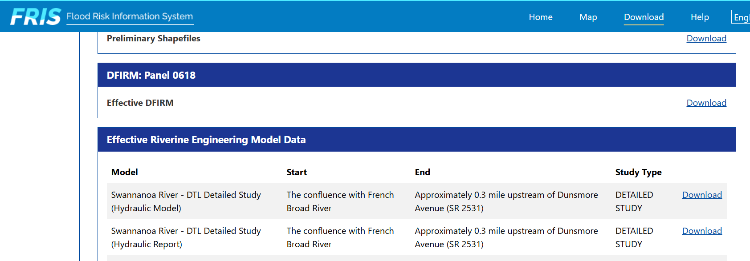 FRIS Flood Risk Information System Home Map Download Help Engl
Preliminary Shapefiles Download
DFIRM: Panel 0618
Effective DFIRM Download
Effective Riverine Engineering Model Data
Model Start End Study Type
Swannanoa River - DTL Detailed Study The confluence with French Approximately 0.3 mile upstream of Dunsmore DETAILED Download
(Hydraulic Model) Broad River Avenue (SR 2531) STUDY
Swannanoa River - DTL Detailed Study The confluence with French Approximately 0.3 mile upstream of Dunsmore DETAILED Download
(Hydraulic Report) Broad River Avenue (SR 2531) STUDY